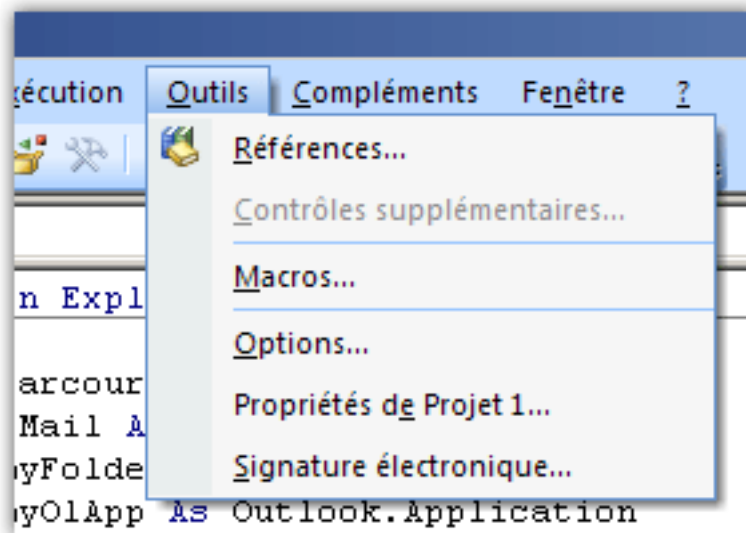 xécution Outils Compléments Fenêtre ?
Références...
Contrôles supplémentaires...
n Expl
Macros...
Options...
arcour
Propriétés de Projet 1...
Mail A
yFolde
Signature électronique...
yOlApp As Outlook.Application